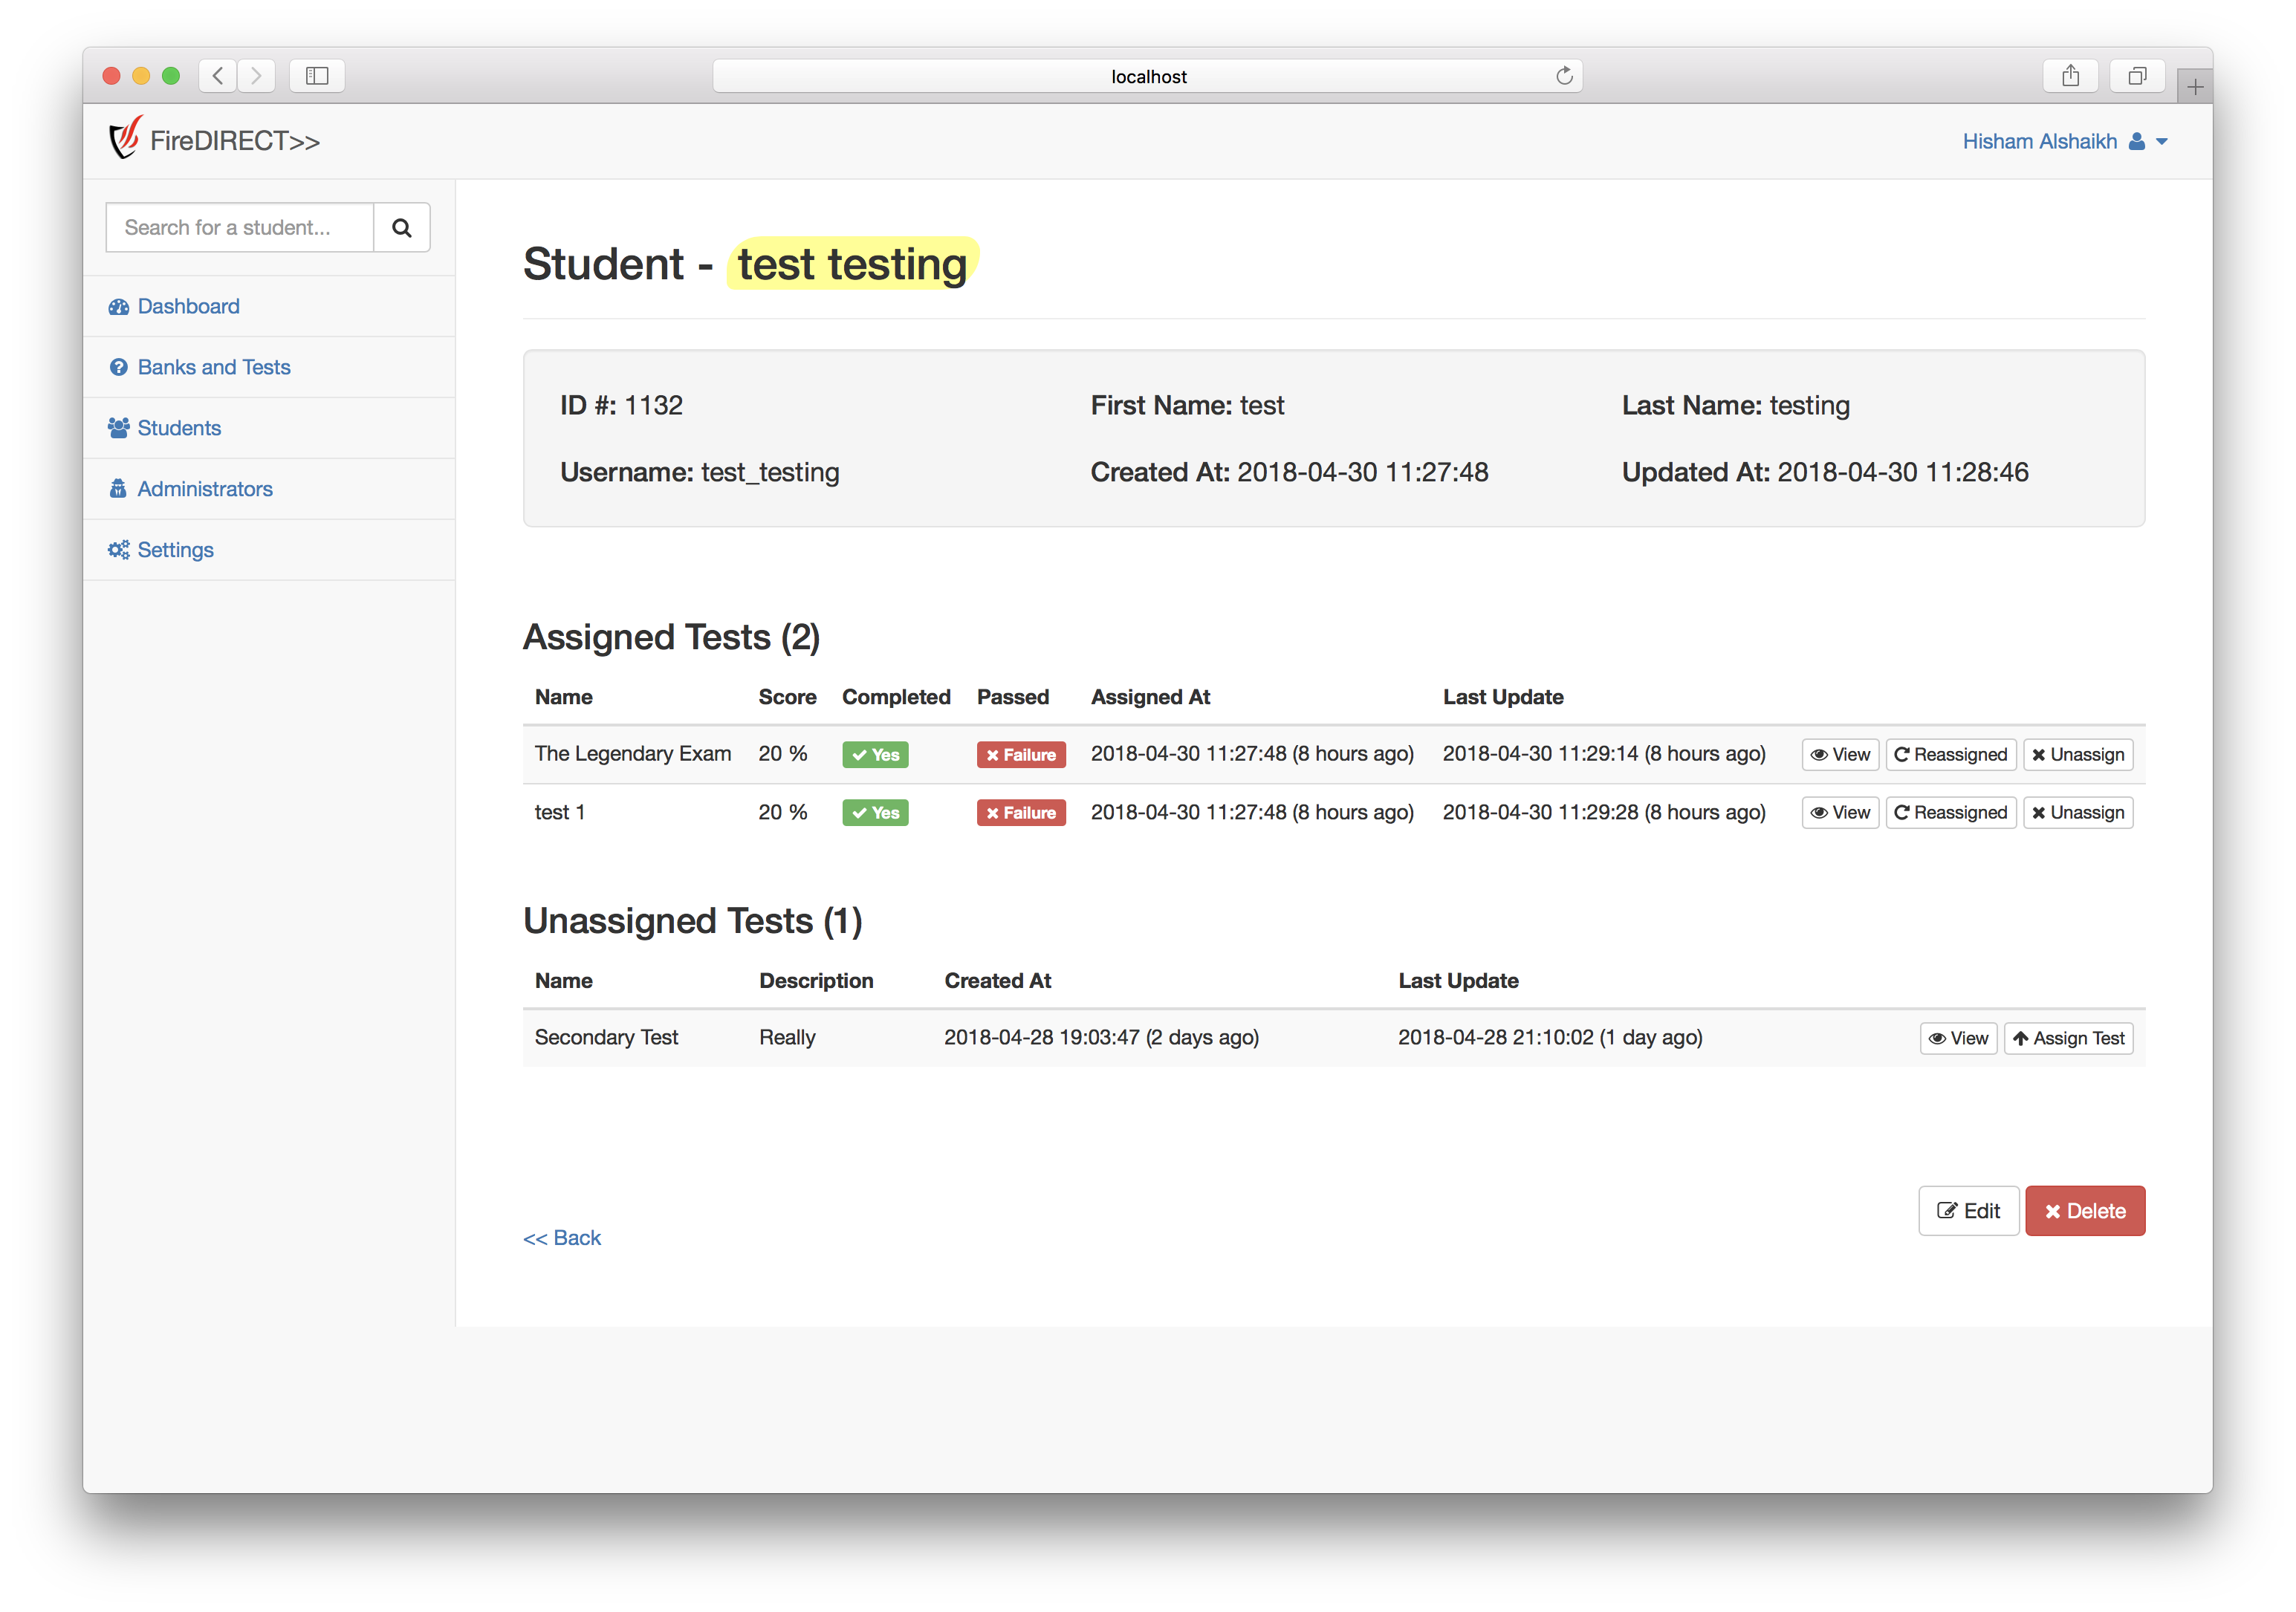 localhost
FireDIRECT>>
Hisham Alshaikh
Search for a student...
Dashboard
Banks and Tests
Students
Administrators
Settings
Student - test testing
ID #: 1132 First Name: test Last Name: testing
Username: test_testing Created At: 2018-04-30 11:27:48 Updated At: 2018-04-30 11:28:46
Assigned Tests (2)
Name Score Completed Passed Assigned At Last Update
The Legendary Exam 20 % Yes Failure 2018-04-30 11:27:48 (8 hours ago) 2018-04-30 11:29:14 (8 hours ago) View Reassigned Unassign
test 1 20 % Yes Failure 2018-04-30 11:27:48 (8 hours ago) 2018-04-30 11:29:28 (8 hours ago) View Reassigned Unassign
Unassigned Tests (1)
Name Description Created At Last Update
Secondary Test Really 2018-04-28 19:03:47 (2 days ago) 2018-04-28 21:10:02 (1 day ago) View Assign Test
Edit Delete
<< Back